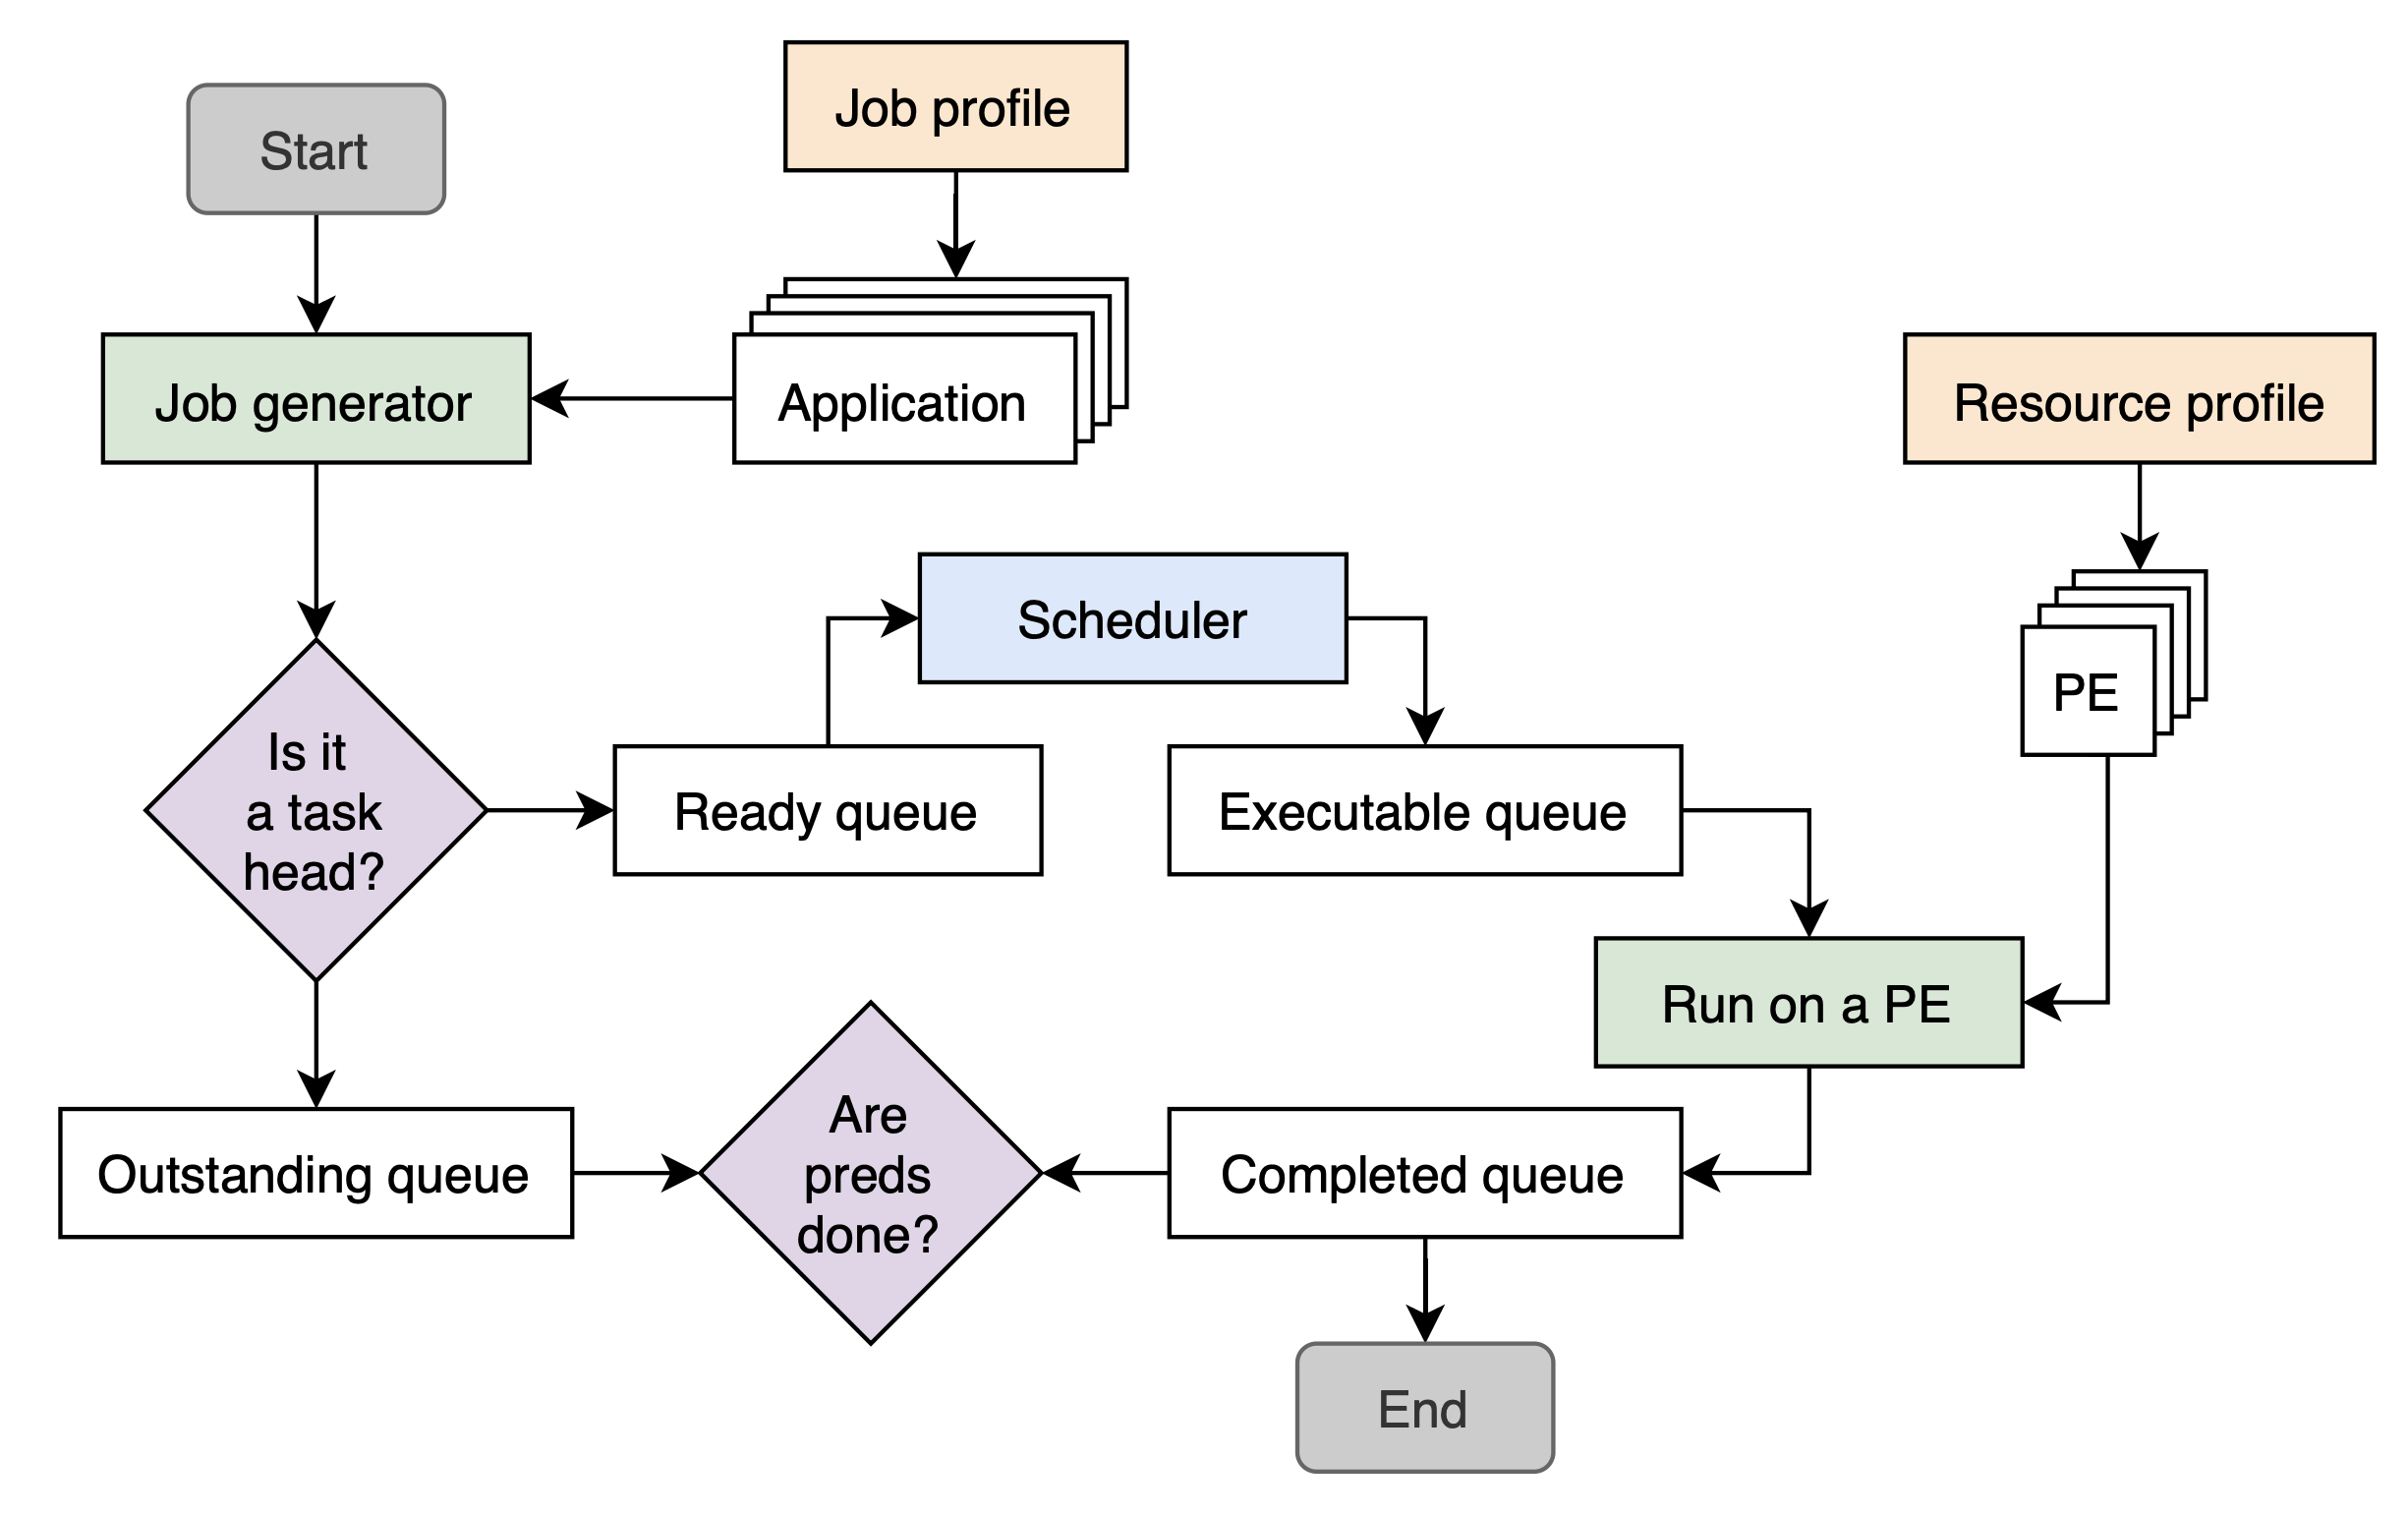 Job profile
Start
Job generator
Application
Resource profile
Scheduler
PE
Is it
a task
head?
Ready queue
Executable queue
Run on a PE
Are
preds
done?
Outstanding queue
Completed queue
End